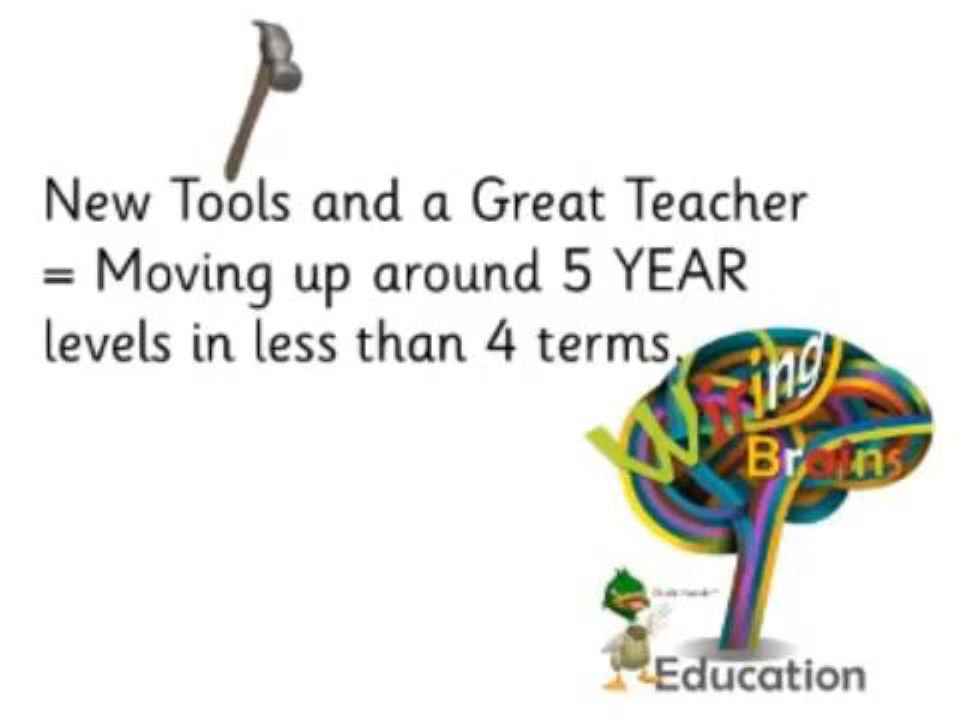 New Tools and a Great Teacher
= Moving up around 5 YEAR
levels in less than 4 terms.
Wiring
Brains
Education